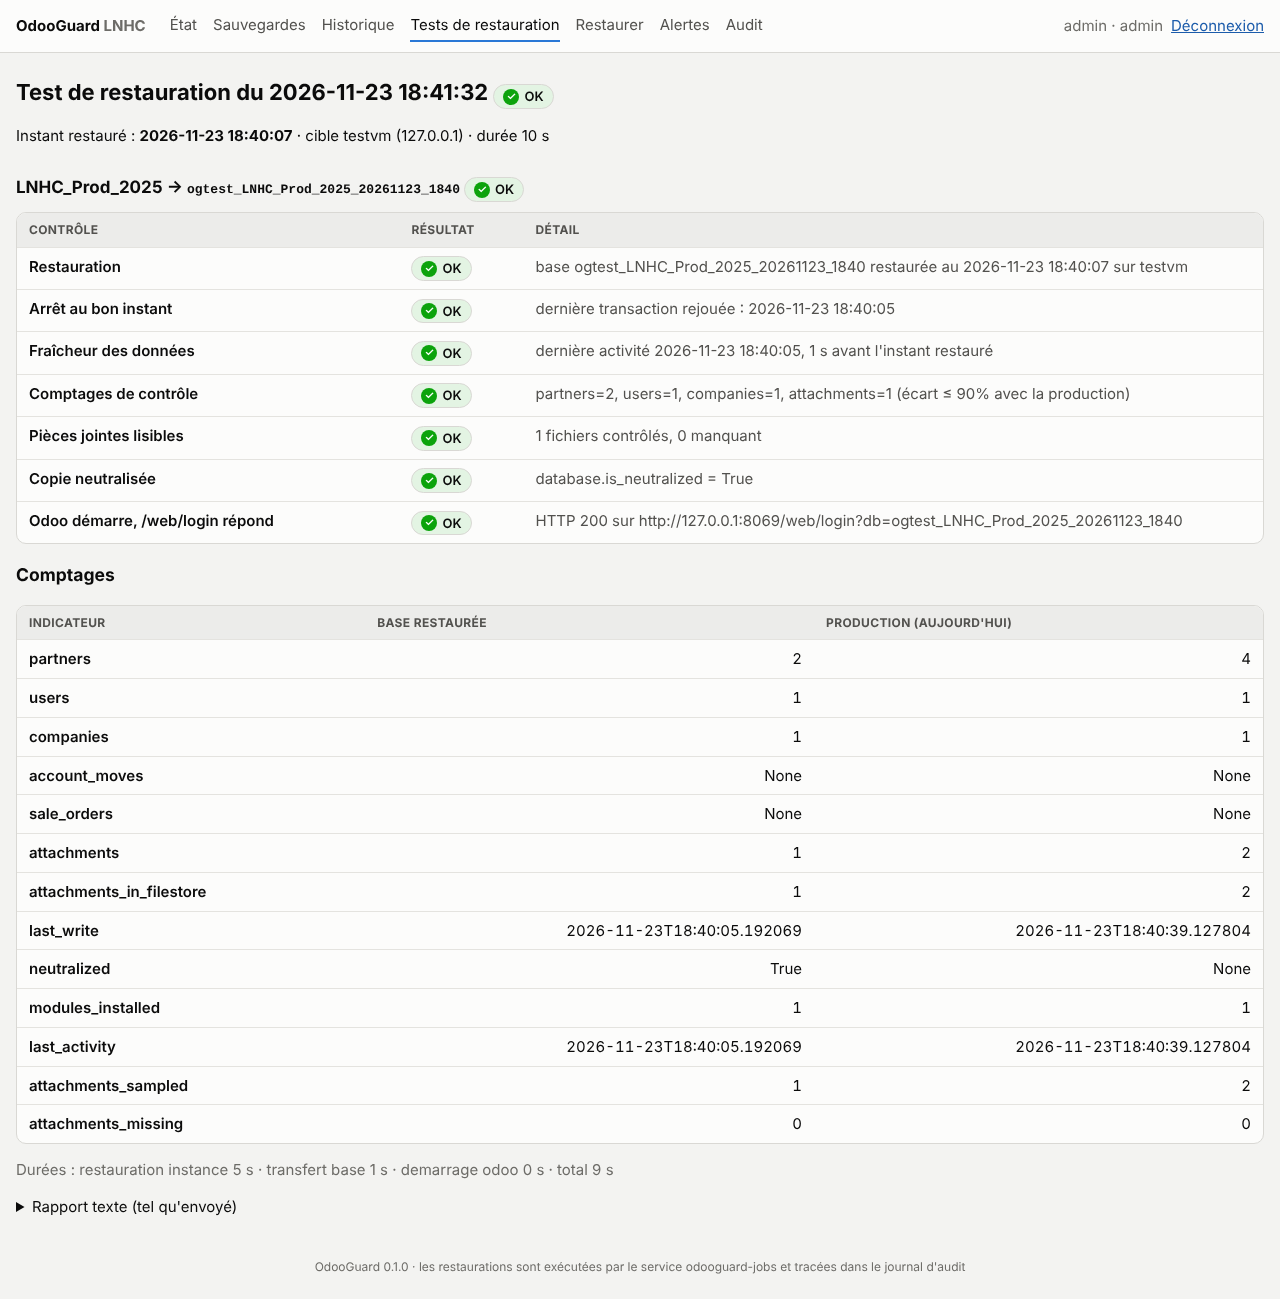 OdooGuard LNHC État Sauvegardes Historique Tests de restauration Restaurer Alertes Audit admin · admin Déconnexion
Test de restauration du 2026-11-23 18:41:32 OK
Instant restauré : 2026-11-23 18:40:07 · cible testvm (127.0.0.1) · durée 10 s
LNHC_Prod_2025 → ogtest_LNHC_Prod_2025_20261123_1840 OK
CONTRÔLE RÉSULTAT DÉTAIL
Restauration OK base ogtest_LNHC_Prod_2025_20261123_1840 restaurée au 2026-11-23 18:40:07 sur testvm
Arrêt au bon instant OK dernière transaction rejouée : 2026-11-23 18:40:05
Fraîcheur des données OK dernière activité 2026-11-23 18:40:05, 1 s avant l'instant restauré
Comptages de contrôle OK partners=2, users=1, companies=1, attachments=1 (écart ≤ 90% avec la production)
Pièces jointes lisibles OK 1 fichiers contrôlés, 0 manquant
Copie neutralisée OK database.is_neutralized = True
Odoo démarre, /web/login répond OK HTTP 200 sur http://127.0.0.1:8069/web/login?db=ogtest_LNHC_Prod_2025_20261123_1840
Comptages
INDICATEUR BASE RESTAURÉE PRODUCTION (AUJOURD'HUI)
partners 2 4
users 1 1
companies 1 1
account_moves None None
sale_orders None None
attachments 1 2
attachments_in_filestore 1 2
last_write 2026-11-23T18:40:05.192069 2026-11-23T18:40:39.127804
neutralized True None
modules_installed 1 1
last_activity 2026-11-23T18:40:05.192069 2026-11-23T18:40:39.127804
attachments_sampled 1 2
attachments_missing 0 0
Durées : restauration instance 5 s · transfert base 1 s · demarrage odoo 0 s · total 9 s
▶ Rapport texte (tel qu'envoyé)
OdooGuard 0.1.0 · les restaurations sont exécutées par le service odooguard-jobs et tracées dans le journal d'audit